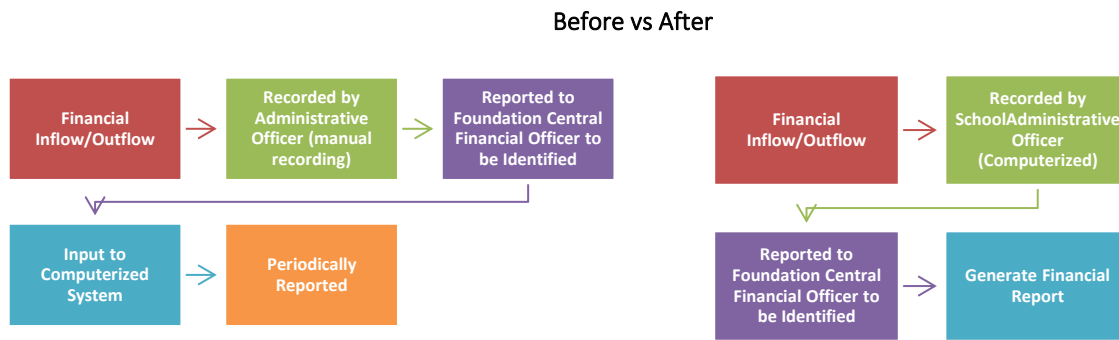 Before vs After
Financial
Inflow/Outflow
Recorded by
Administrative
Officer (manual
recording)
Reported to
Foundation Central
Financial Officer to
be Identified
Input to
Computerized
System
Periodically
Reported
Financial
Inflow/Outflow
Recorded by
SchoolAdministrative
Officer
(Computerized)
Reported to
Foundation Central
Financial Officer to
be Identified
Generate Financial
Report